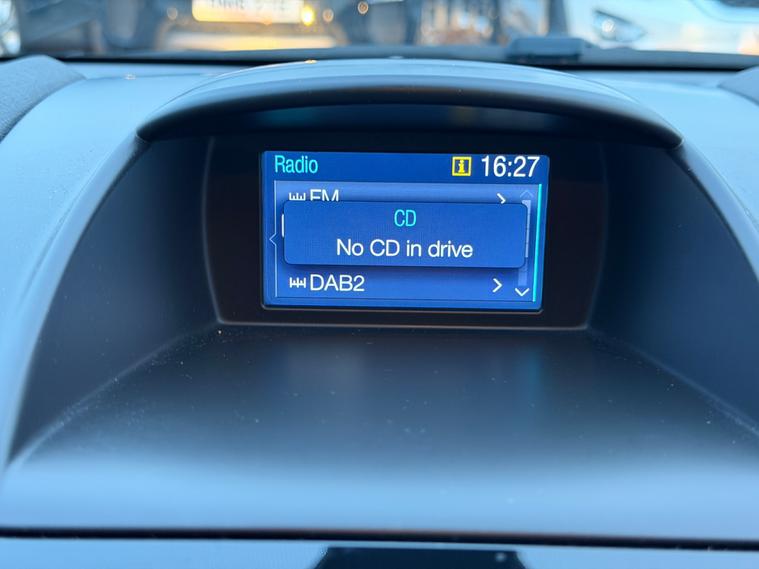 Radio
16:27
FM
CD
No CD in drive
DAB2